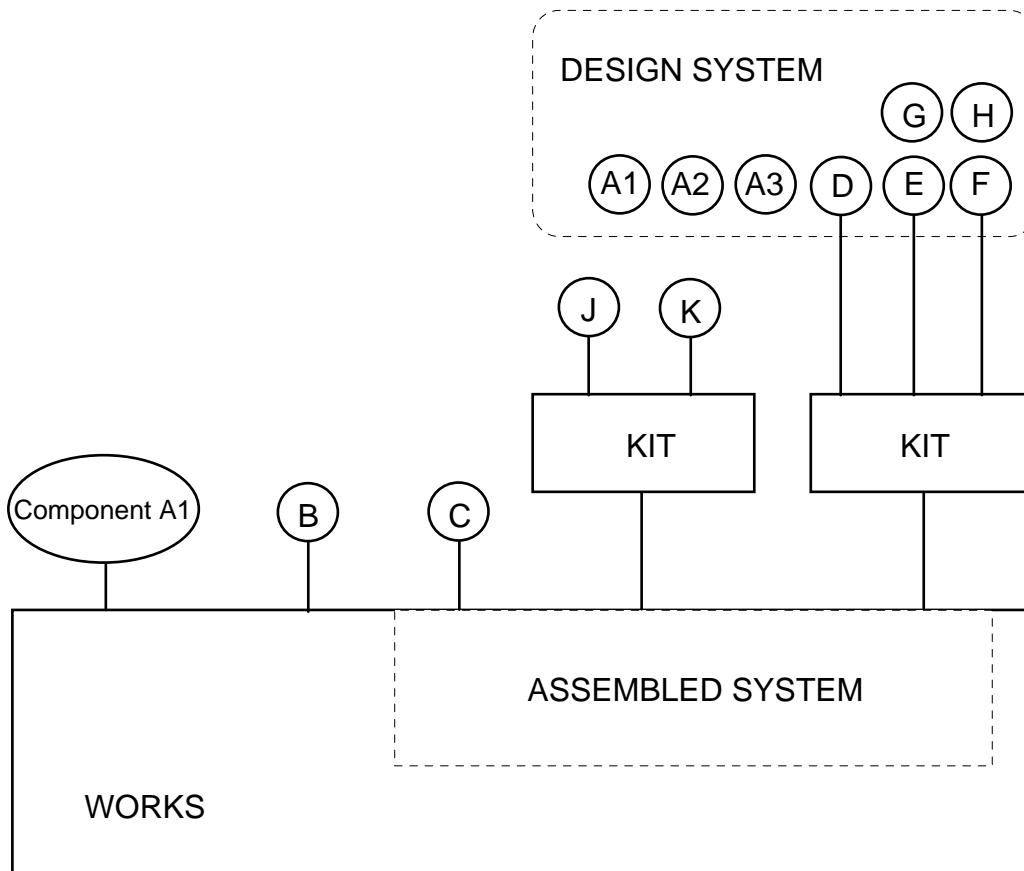 DESIGN SYSTEM
G H
A1 A2 A3 D E F
J K
KIT KIT
Component A1 B C
ASSEMBLED SYSTEM
WORKS